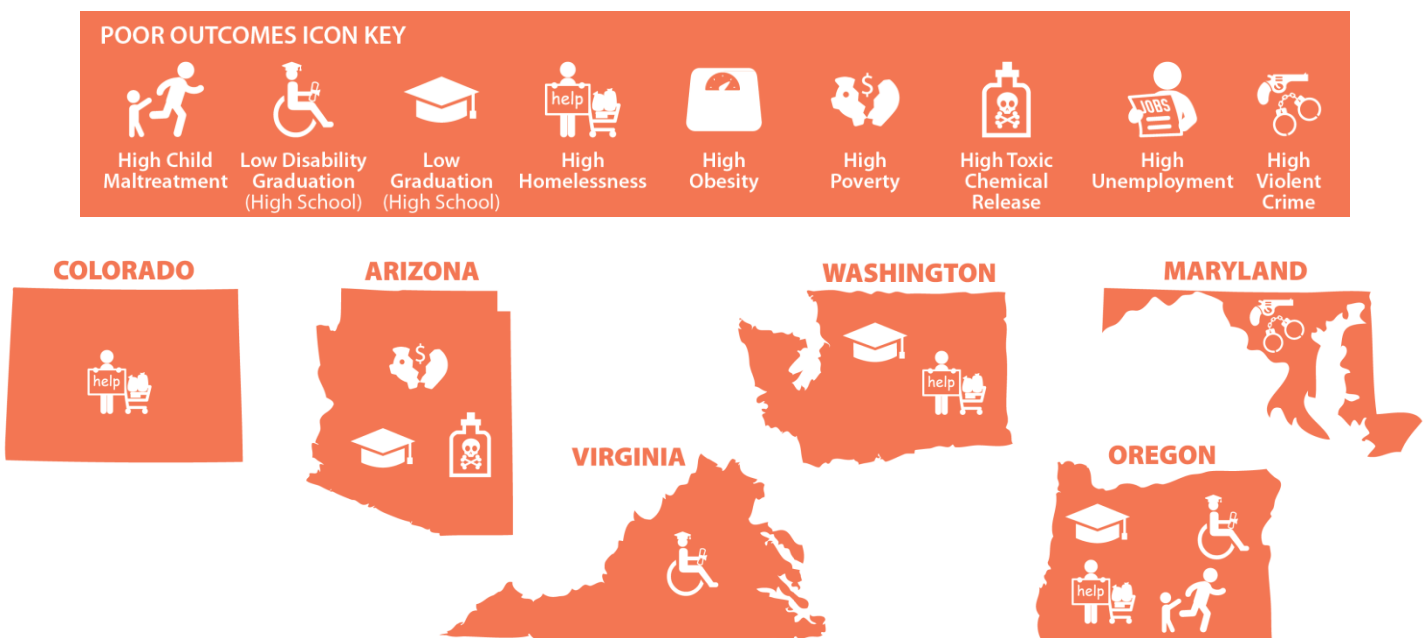 POOR OUTCOMES ICON KEY
help
$
JOBS
High Child
Maltreatment
Low Disability
Graduation
(High School)
Low
Graduation
(High School)
High
Homelessness
High
Obesity
High
Poverty
High Toxic
Chemical
Release
High
Unemployment
High
Violent
Crime
COLORADO
help
ARIZONA
$
WASHINGTON
help
MARYLAND
VIRGINIA
OREGON
help